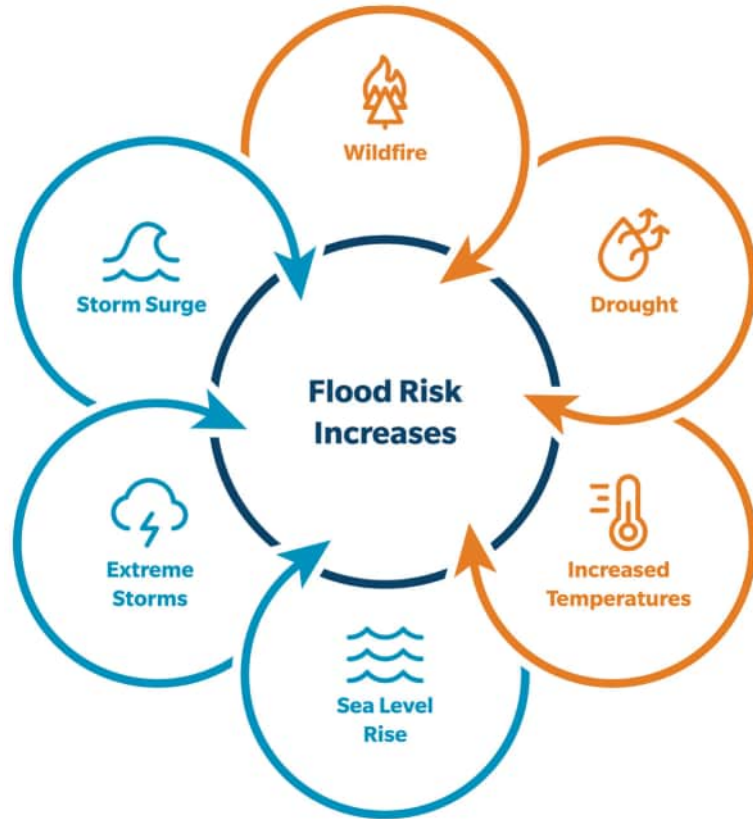 Wildfire
Storm Surge
Drought
Flood Risk
Increases
Extreme
Storms
Increased
Temperatures
Sea Level
Rise